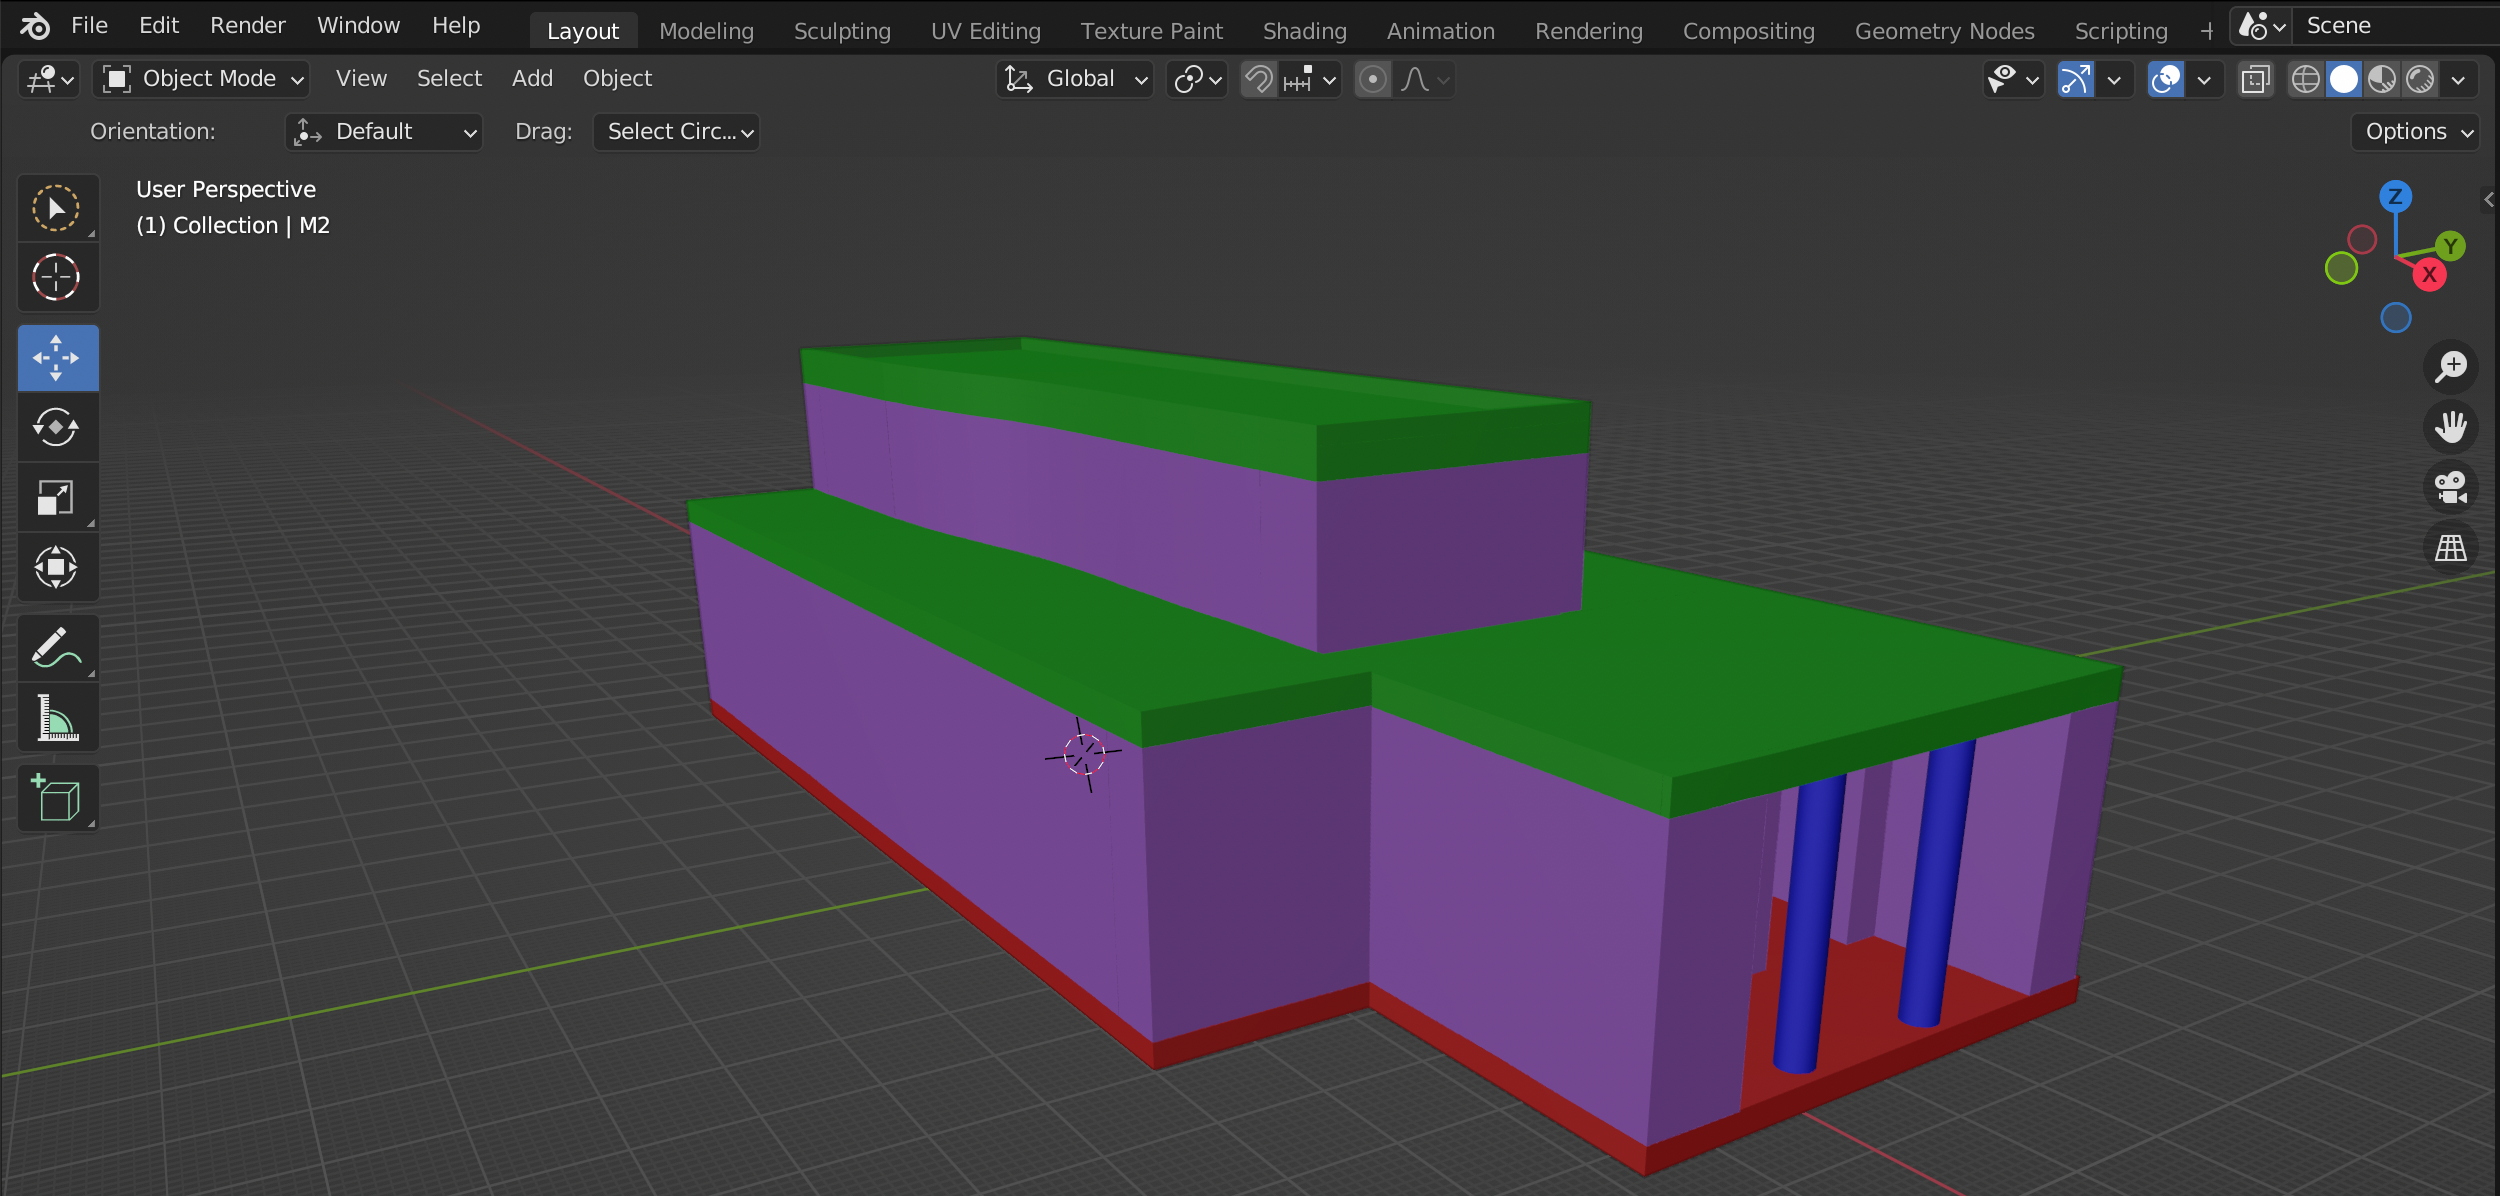 File Edit Render Window Help Layout Modeling Sculpting UV Editing Texture Paint Shading Animation Rendering Compositing Geometry Nodes Scripting + Scene
Object Mode View Select Add Object Global
Orientation: Default Drag: Select Circ... Options
User Perspective
(1) Collection | M2
Z
Y
X